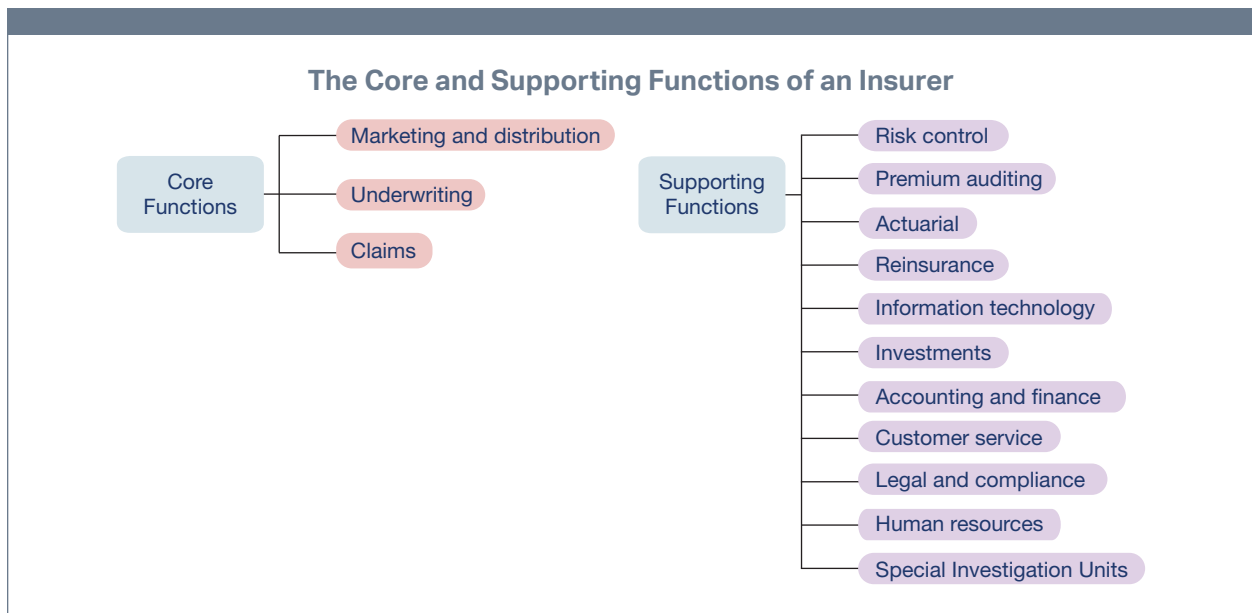 The Core and Supporting Functions of an Insurer
Core
Functions
Marketing and distribution
Underwriting
Claims
Supporting
Functions
Risk control
Premium auditing
Actuarial
Reinsurance
Information technology
Investments
Accounting and finance
Customer service
Legal and compliance
Human resources
Special Investigation Units